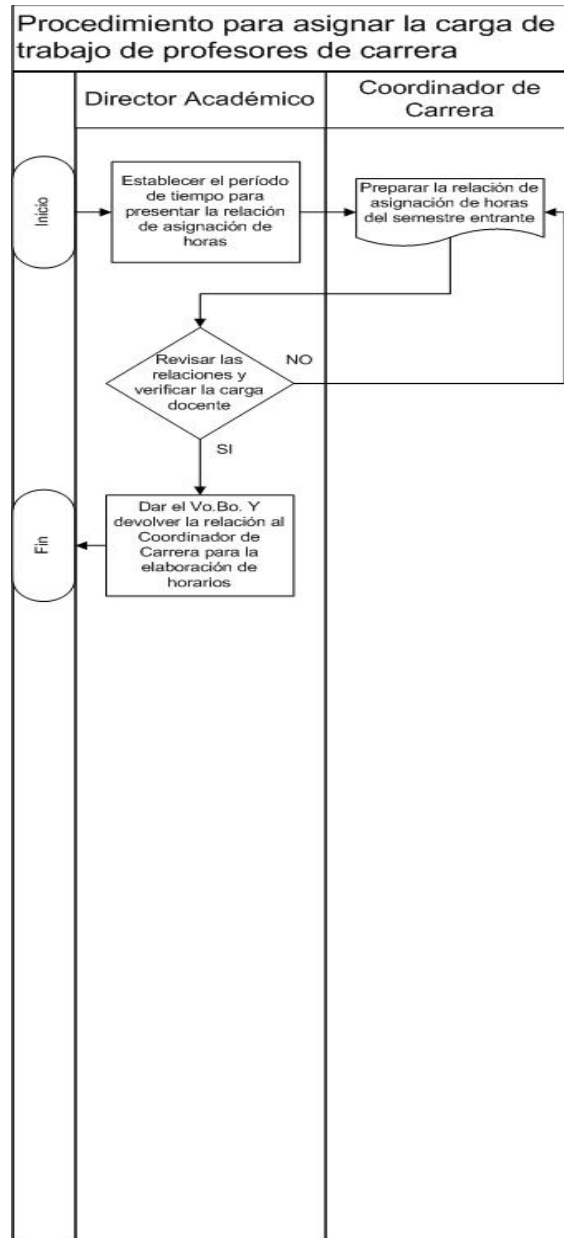 Procedimiento para asignar la carga de
trabajo de profesores de carrera
Director Académico
Coordinador de
Carrera
Inicio
Establecer el período
de tiempo para
presentar la relación
de asignación de
horas
Preparar la relación de
asignación de horas
del semestre entrante
Revisar las
relaciones y
verificar la carga
docente
NO
SI
Dar el Vo.Bo. Y
devolver la relación al
Coordinador de
Carrera para la
elaboración de
horarios
Fin